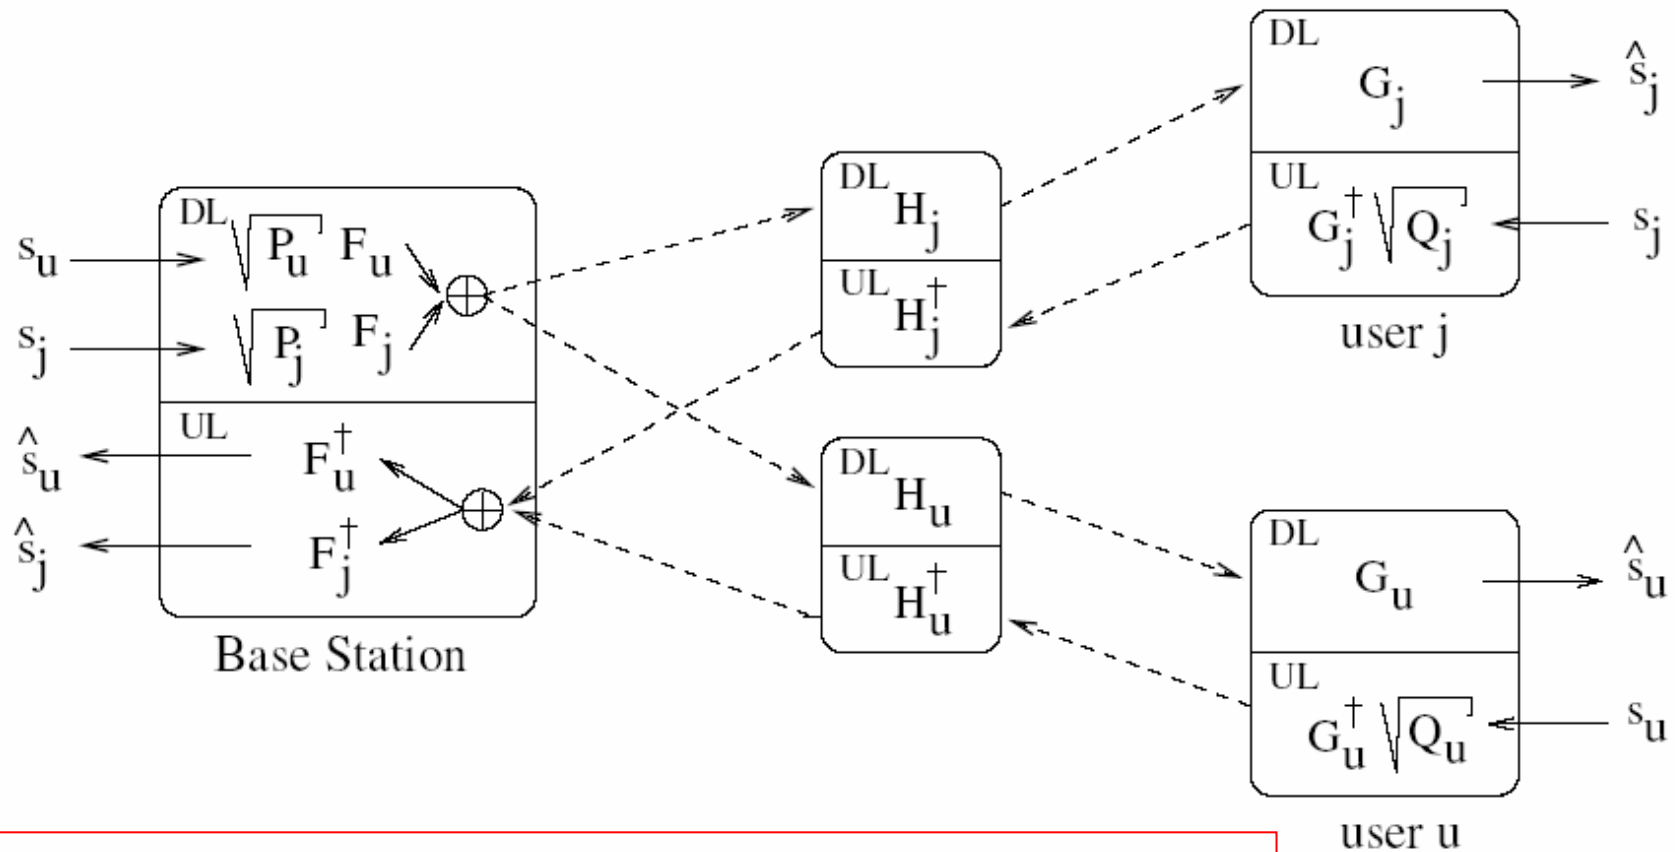 DL
√P_u F_u
s_u
s_j
√P_j F_j
UL
ŝ_u
F_u^†
ŝ_j
F_j^†
Base Station
DL
H_j
UL
H_j^†
DL
H_u
UL
H_u^†
DL
G_j
ŝ_j
UL
G_j^† √Q_j
s_j
user j
DL
G_u
ŝ_u
UL
G_u^† √Q_u
s_u
user u